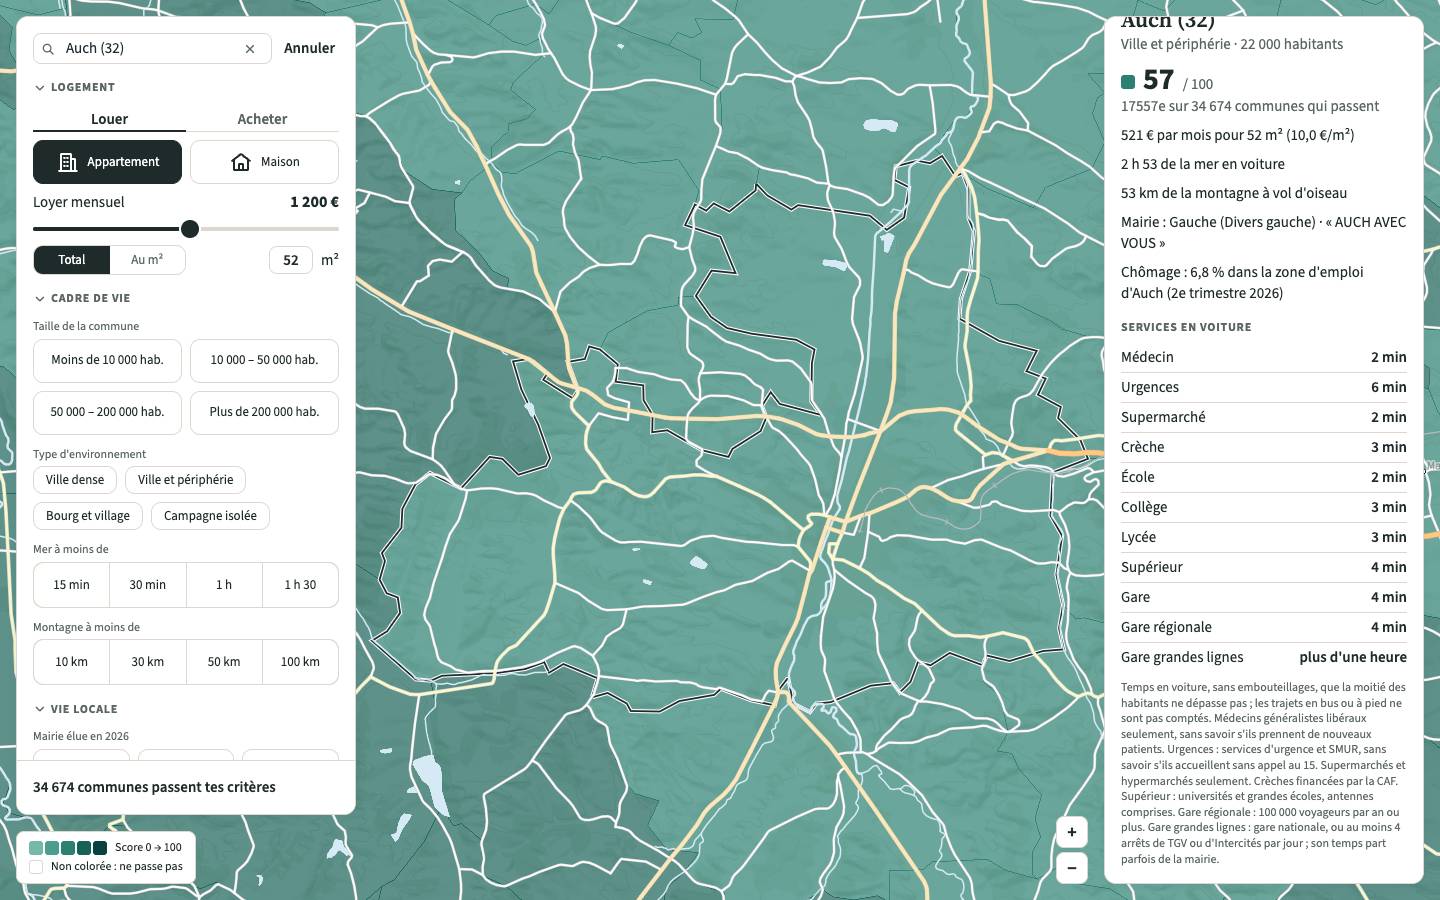 Auch (32)
Annuler
LOGEMENT
Louer
Acheter
Appartement
Maison
Loyer mensuel
1 200 €
Total
Au m²
52
m²
CADRE DE VIE
Taille de la commune
Moins de 10 000 hab.
10 000 – 50 000 hab.
50 000 – 200 000 hab.
Plus de 200 000 hab.
Type d'environnement
Ville dense
Ville et périphérie
Bourg et village
Campagne isolée
Mer à moins de
15 min
30 min
1 h
1 h 30
Montagne à moins de
10 km
30 km
50 km
100 km
VIE LOCALE
Mairie élue en 2026
34 674 communes passent tes critères
Score 0 → 100
Non colorée : ne passe pas
+
−
Auch (32)
Ville et périphérie · 22 000 habitants
57 / 100
17557e sur 34 674 communes qui passent
521 € par mois pour 52 m² (10,0 €/m²)
2 h 53 de la mer en voiture
53 km de la montagne à vol d'oiseau
Mairie : Gauche (Divers gauche) · « AUCH AVEC
VOUS »
Chômage : 6,8 % dans la zone d'emploi
d'Auch (2e trimestre 2026)
SERVICES EN VOITURE
Médecin 2 min
Urgences 6 min
Supermarché 2 min
Crèche 3 min
École 2 min
Collège 3 min
Lycée 3 min
Supérieur 4 min
Gare 4 min
Gare régionale 4 min
Gare grandes lignes plus d'une heure
Temps en voiture, sans embouteillages, que la moitié des
habitants ne dépasse pas ; les trajets en bus ou à pied ne
sont pas comptés. Médecins généralistes libéraux
seulement, sans savoir s'ils prennent de nouveaux
patients. Urgences : services d'urgence et SMUR, sans
savoir s'ils accueillent sans appel au 15. Supermarchés et
hypermarchés seulement. Crèches financées par la CAF.
Supérieur : universités et grandes écoles, antennes
comprises. Gare régionale : 100 000 voyageurs par an ou
plus. Gare grandes lignes : gare nationale, ou au moins 4
arrêts de TGV ou d'Intercités par jour ; son temps part
parfois de la mairie.